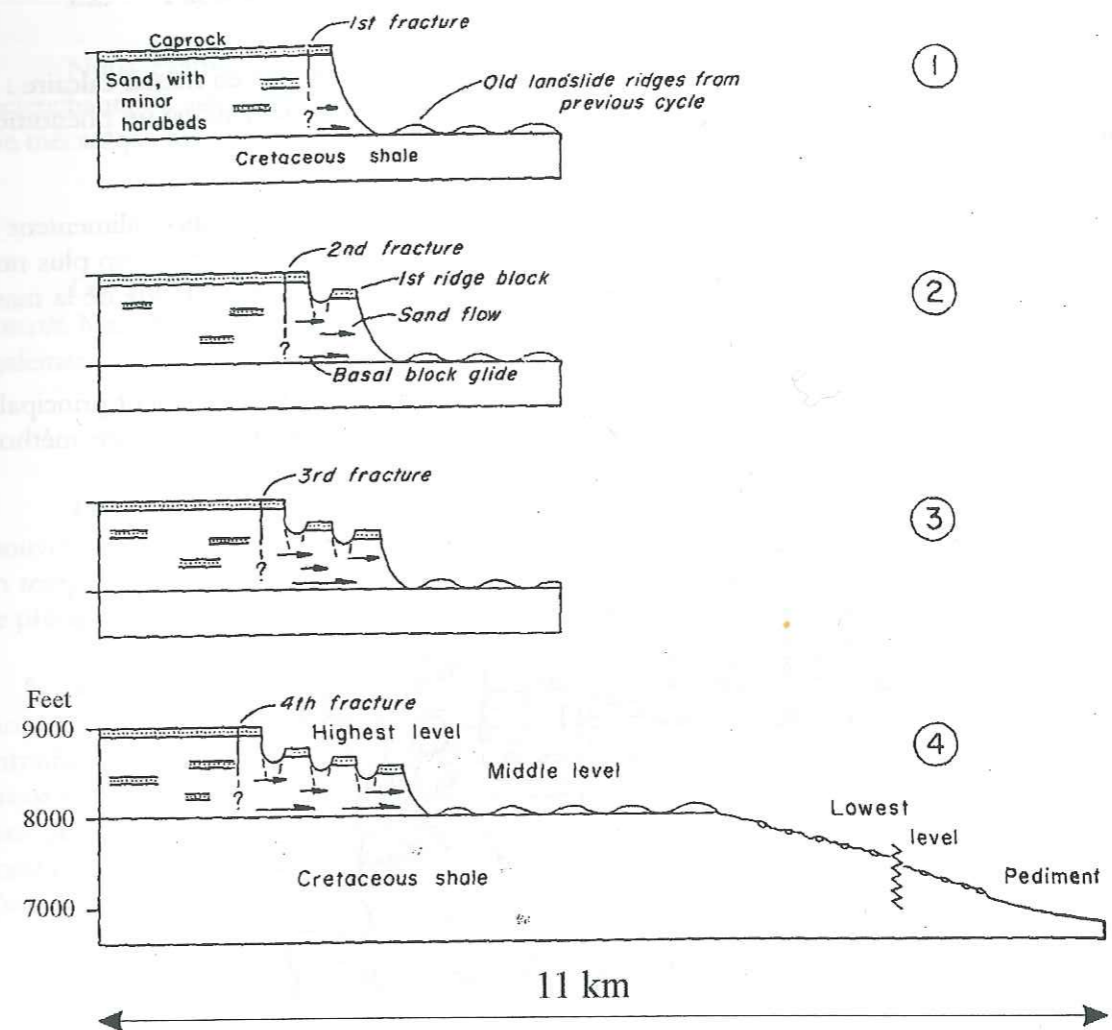 1st fracture
Caprock
Sand, with
minor
hardbeds
?
Old landslide ridges from
previous cycle
Cretaceous shale
1
2nd fracture
1st ridge block
Sand flow
?
Basal block glide
2
3rd fracture
?
3
Feet
9000
8000
7000
4th fracture
Highest level
Middle level
?
Lowest
level
Pediment
Cretaceous shale
4
11 km